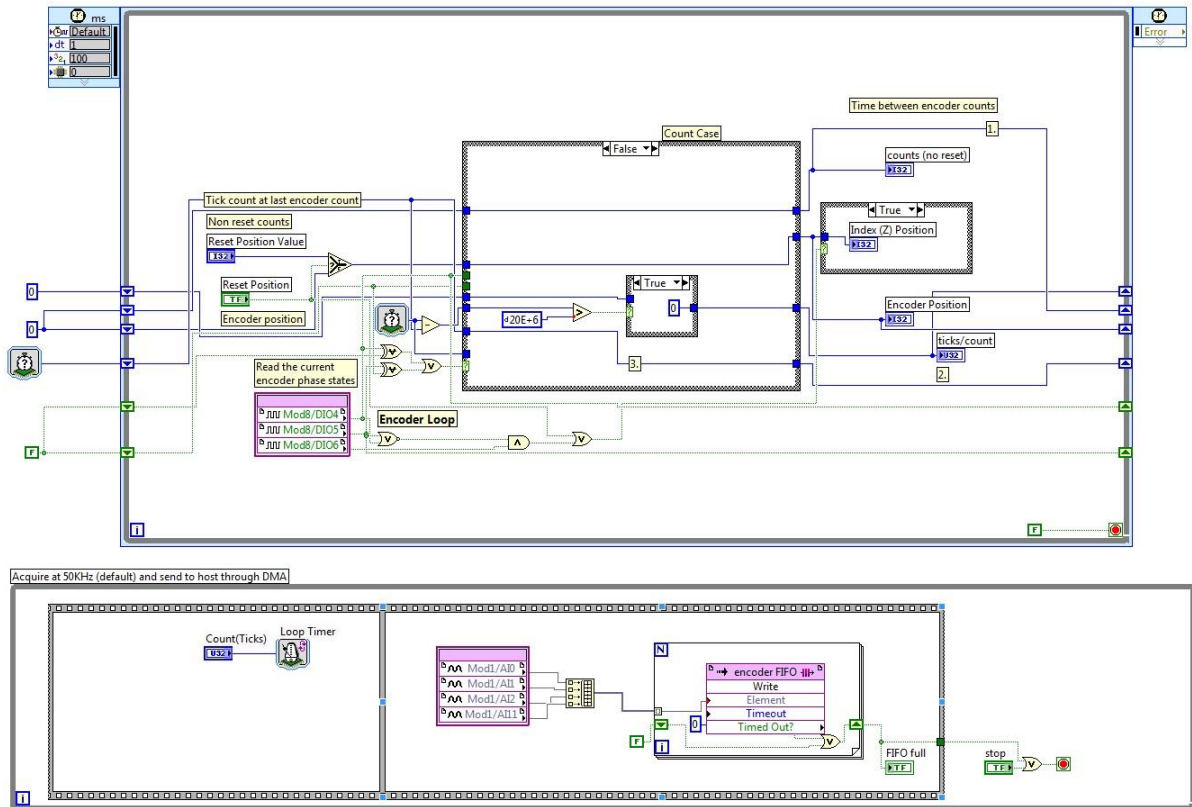 ms
Default
dt 1
100
0
Error
Time between encoder counts
1.
Count Case
False
counts (no reset)
I32
Tick count at last encoder count
Non reset counts
Reset Position Value
I32
True
Index (Z) Position
I32
Reset Position
TF
Encoder position
True
0
0
d20E+6
>
-
Encoder Position
I32
0
ticks/count
U32
3.
2.
Read the current
encoder phase states
Mod8/DIO4
Mod8/DIO5
Mod8/DIO6
Encoder Loop
F
i
F
Acquire at 50KHz (default) and send to host through DMA
Count(Ticks)
U32
Loop Timer
Mod1/AI0
Mod1/AI1
Mod1/AI2
Mod1/AI11
N
encoder FIFO
Write
Element
Timeout
0
Timed Out?
F
i
FIFO full
TF
stop
TF
i